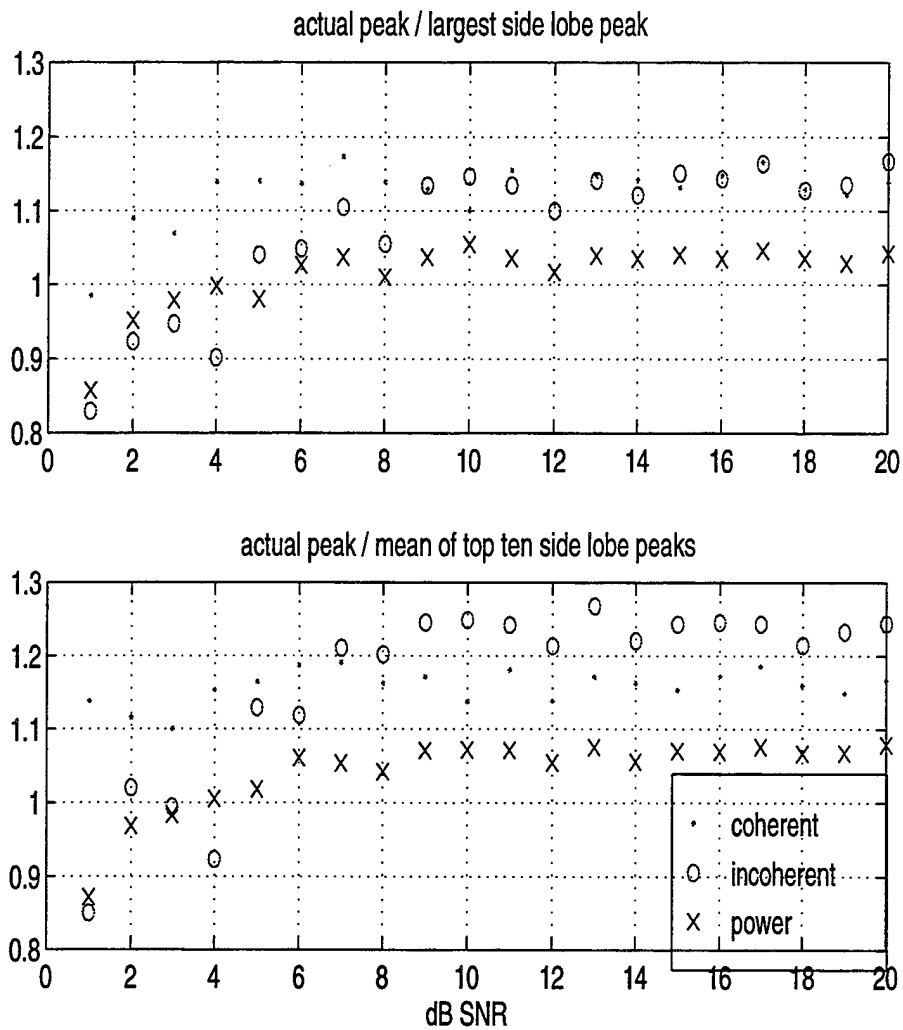 actual peak / largest side lobe peak
1.3
1.2
1.1
1
0.9
0.8
0 2 4 6 8 10 12 14 16 18 20
actual peak / mean of top ten side lobe peaks
1.3
1.2
1.1
1
0.9
0.8
coherent
incoherent
power
0 2 4 6 8 10 12 14 16 18 20
dB SNR